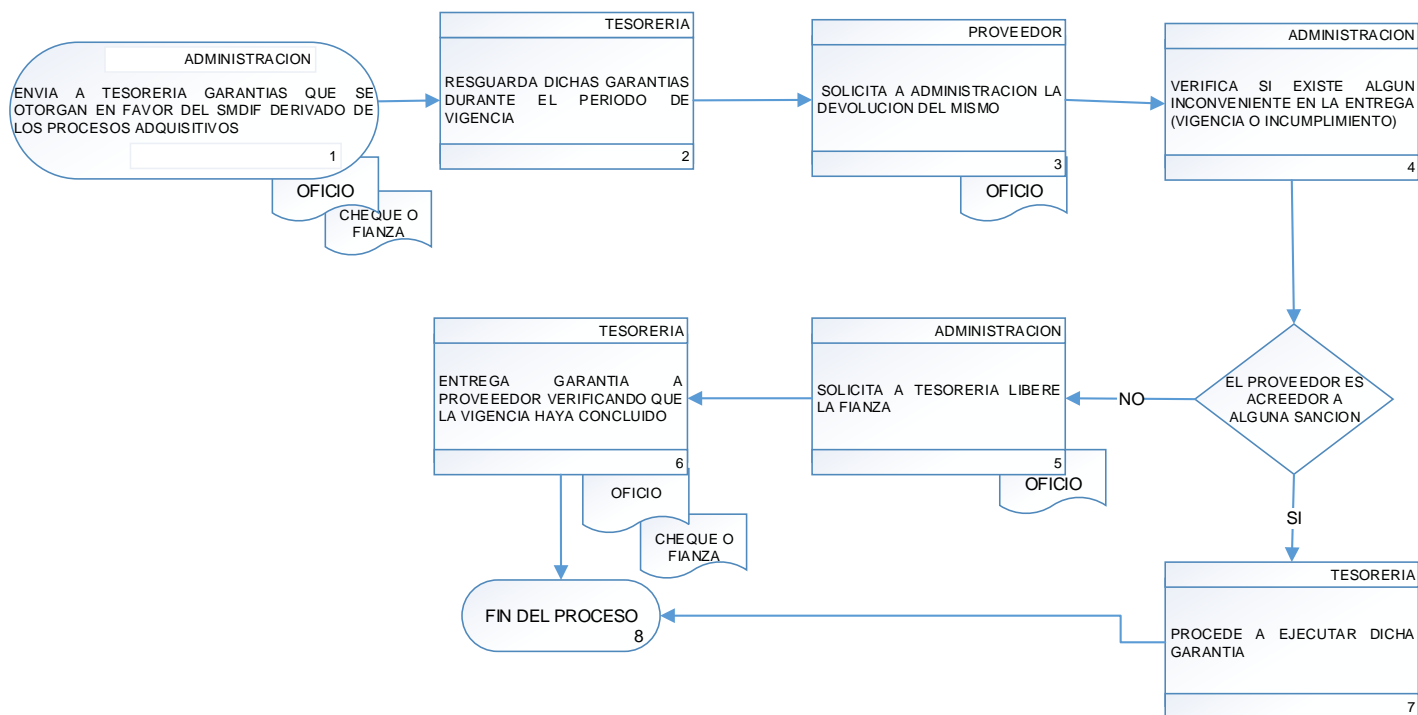 ADMINISTRACION
ENVIA A TESORERIA GARANTIAS QUE SE
OTORGAN EN FAVOR DEL SMDIF DERIVADO DE
LOS PROCESOS ADQUISITIVOS
1
OFICIO
CHEQUE O
FIANZA
TESORERIA
RESGUARDA DICHAS GARANTIAS
DURANTE EL PERIODO DE
VIGENCIA
2
PROVEEDOR
SOLICITA A ADMINISTRACION LA
DEVOLUCION DEL MISMO
3
OFICIO
ADMINISTRACION
VERIFICA SI EXISTE ALGUN
INCONVENIENTE EN LA ENTREGA
(VIGENCIA O INCUMPLIMIENTO)
4
EL PROVEEDOR ES
ACREEDOR A
ALGUNA SANCION
NO
ADMINISTRACION
SOLICITA A TESORERIA LIBERE
LA FIANZA
5
OFICIO
TESORERIA
ENTREGA GARANTIA A
PROVEEEDOR VERIFICANDO QUE
LA VIGENCIA HAYA CONCLUIDO
6
OFICIO
CHEQUE O
FIANZA
SI
TESORERIA
PROCEDE A EJECUTAR DICHA
GARANTIA
7
FIN DEL PROCESO
8